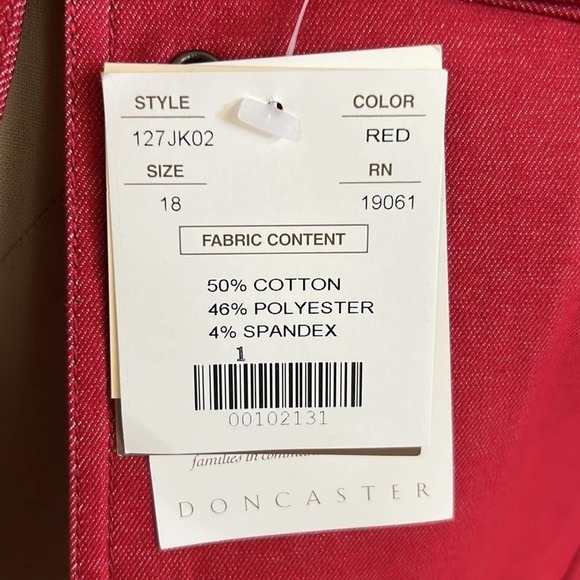 STYLE COLOR
127JK02 RED
SIZE RN
18 19061
FABRIC CONTENT
50% COTTON
46% POLYESTER
4% SPANDEX
1
00102131
families in
DONCASTER